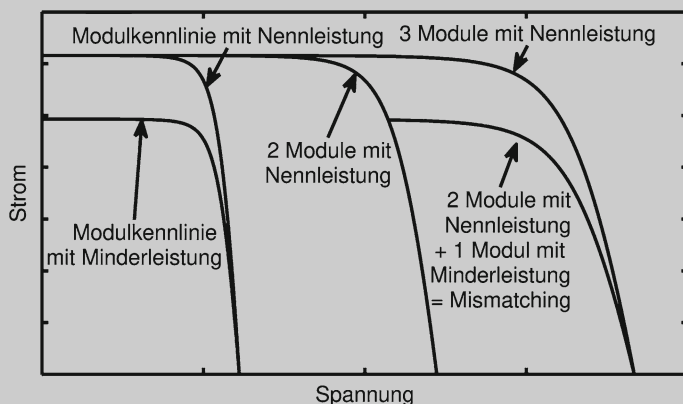 Modulkennlinie mit Nennleistung
3 Module mit Nennleistung
2 Module mit
Nennleistung
Modulkennlinie
mit Minderleistung
2 Module mit
Nennleistung
+ 1 Modul mit
Minderleistung
= Mismatching
Strom
Spannung